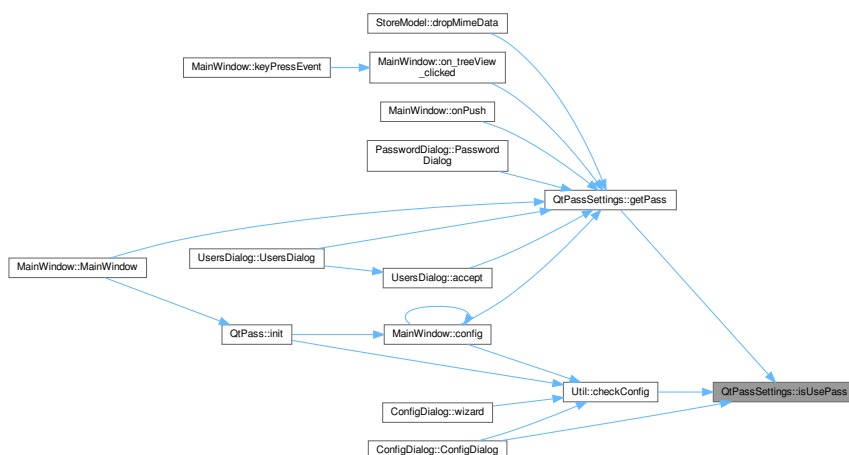 StoreModel::dropMimeData
MainWindow::keyPressEvent
MainWindow::on_treeView
_clicked
MainWindow::onPush
PasswordDialog::Password
Dialog
QtPassSettings::getPass
UsersDialog::UsersDialog
MainWindow::MainWindow
UsersDialog::accept
QtPass::init
MainWindow::config
Util::checkConfig
QtPassSettings::isUsePass
ConfigDialog::wizard
ConfigDialog::ConfigDialog